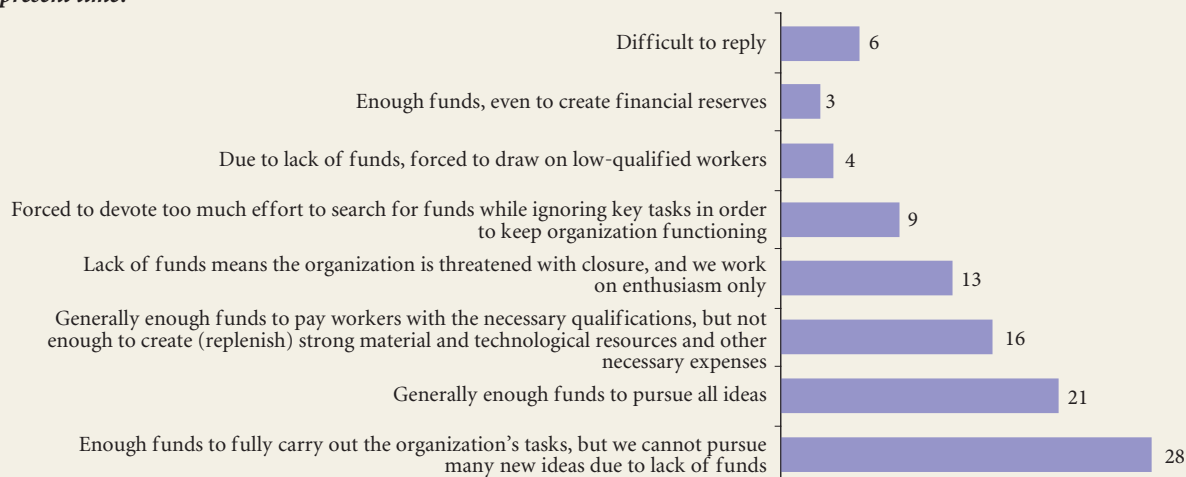 present time.
Difficult to reply
6
Enough funds, even to create financial reserves
3
Due to lack of funds, forced to draw on low-qualified workers
4
Forced to devote too much effort to search for funds while ignoring key tasks in order
to keep organization functioning
9
Lack of funds means the organization is threatened with closure, and we work
on enthusiasm only
13
Generally enough funds to pay workers with the necessary qualifications, but not
enough to create (replenish) strong material and technological resources and other
necessary expenses
16
Generally enough funds to pursue all ideas
21
Enough funds to fully carry out the organization’s tasks, but we cannot pursue
many new ideas due to lack of funds
28